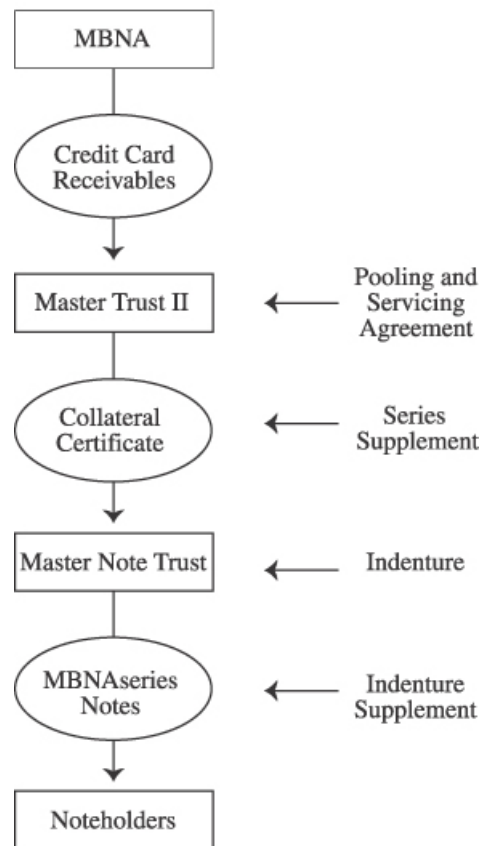 MBNA
Credit Card
Receivables
Master Trust II
Pooling and
Servicing
Agreement
Collateral
Certificate
Series
Supplement
Master Note Trust
Indenture
MBNAseries
Notes
Indenture
Supplement
Noteholders